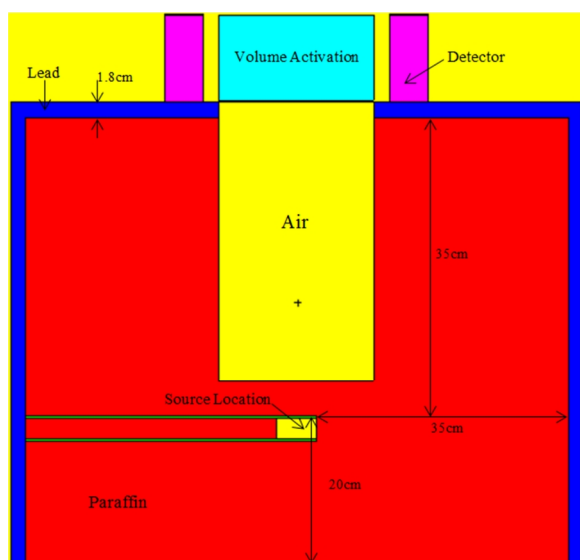 Volume Activation
Detector
Lead
1.8cm
Air
35cm
Source Location
35cm
20cm
Paraffin